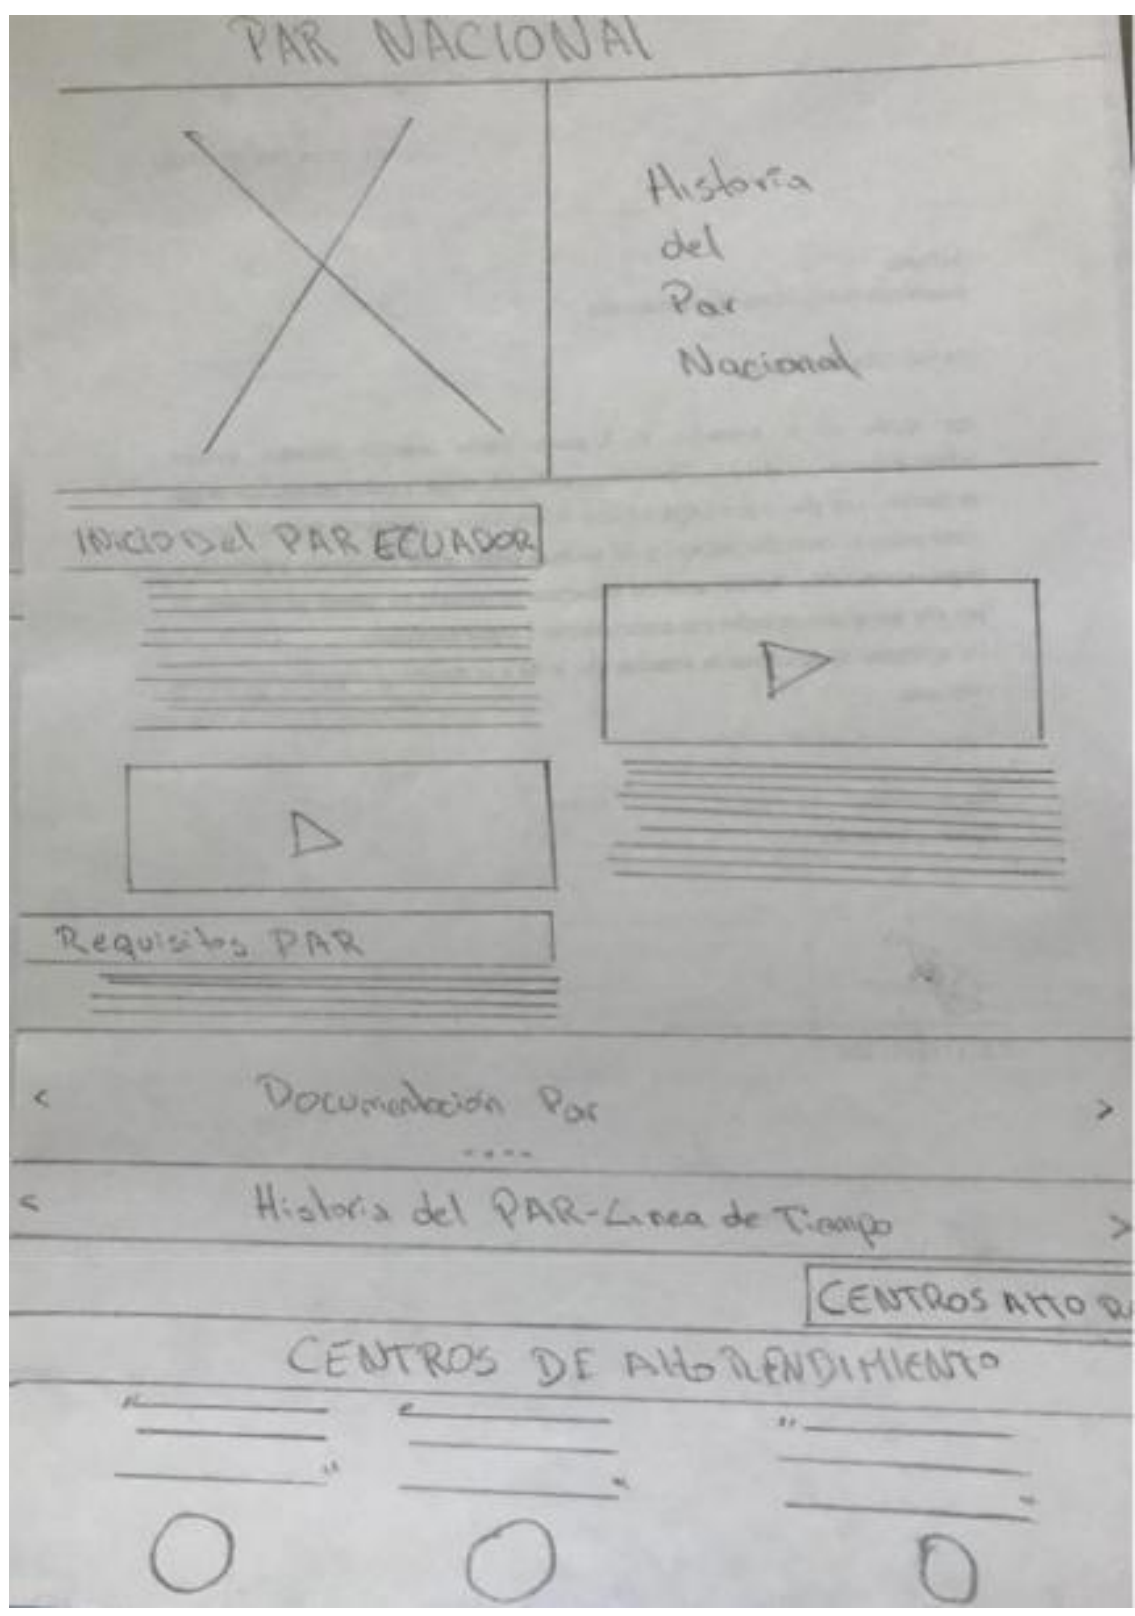 PAR NACIONAL
Historia
del
Par
Nacional
INICIO Del PAR ECUADOR
Requisitos PAR
< Documentación Par >
< Historia del PAR-Linea de Tiempo >
CENTROS Alto R
CENTROS DE Alto RENDIMIENTO